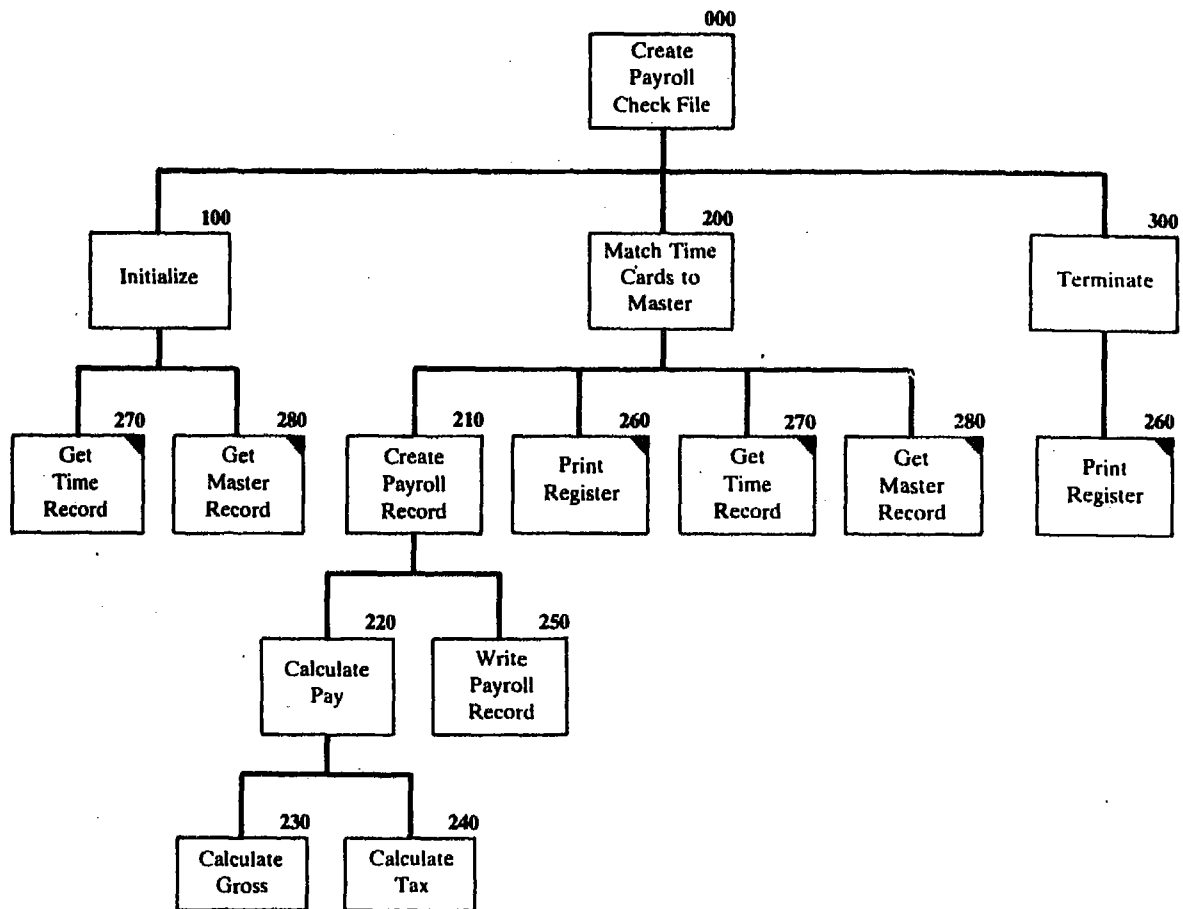 000
Create
Payroll
Check File
100
Initialize
200
Match Time
Cards to
Master
300
Terminate
270
Get
Time
Record
280
Get
Master
Record
210
Create
Payroll
Record
260
Print
Register
270
Get
Time
Record
280
Get
Master
Record
260
Print
Register
220
Calculate
Pay
250
Write
Payroll
Record
230
Calculate
Gross
240
Calculate
Tax